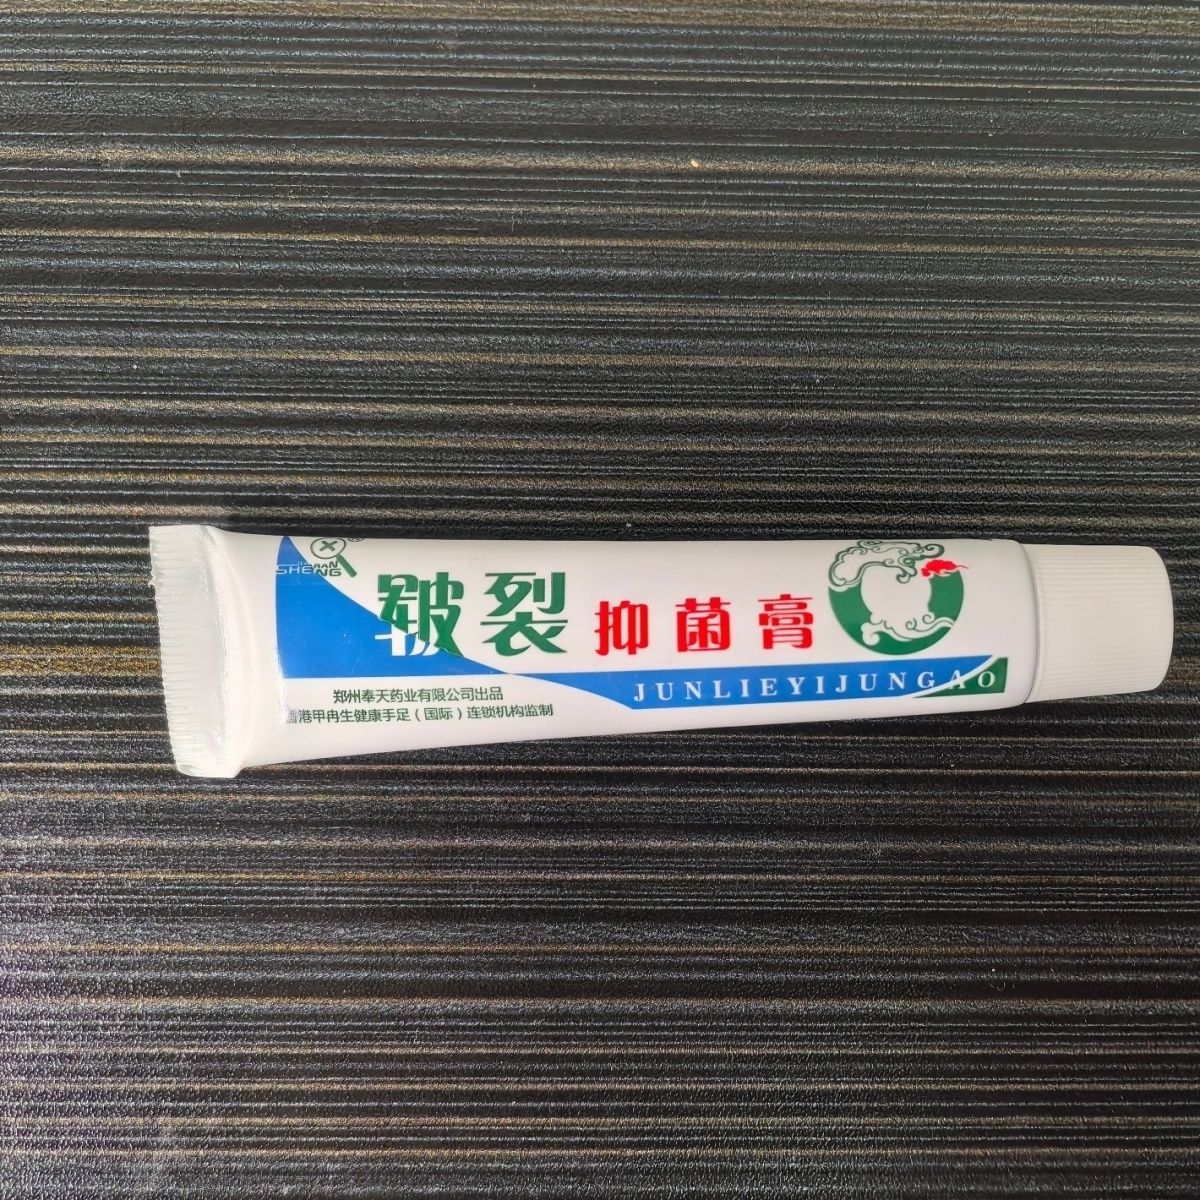 JIARAN
SHENG
皲裂抑菌膏
JUNLIEYIJUNGAO
郑州奉天药业有限公司出品
香港甲冉生健康手足（国际）连锁机构监制